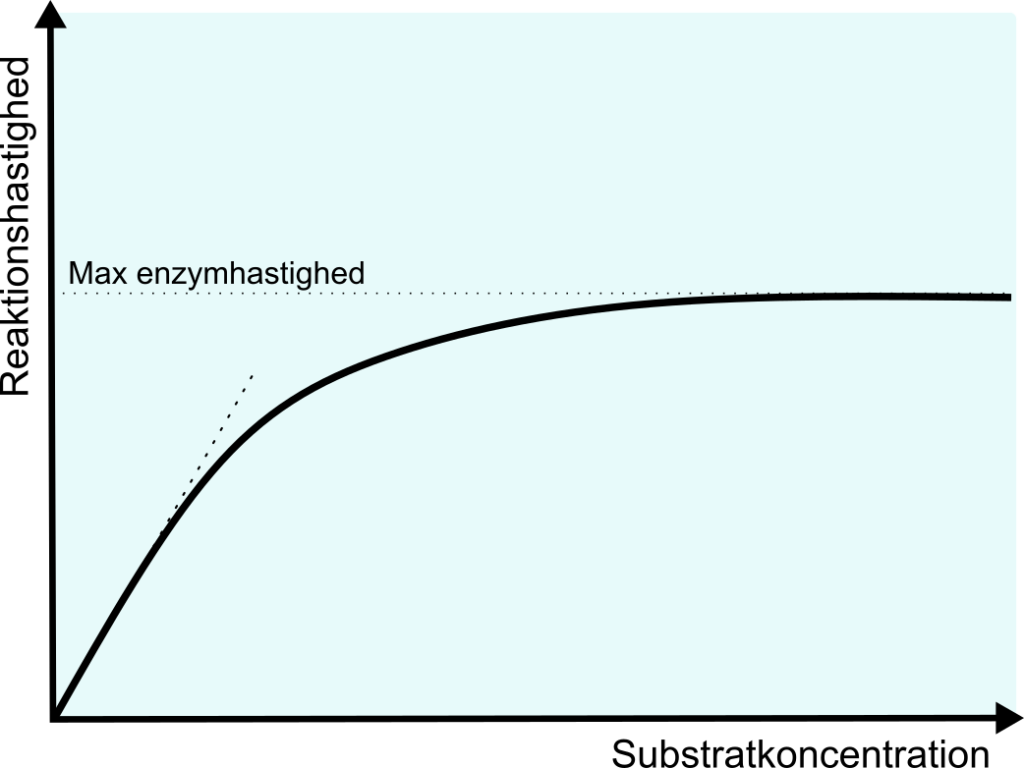 Reaktionshastighed
Max enzymhastighed
Substratkoncentration